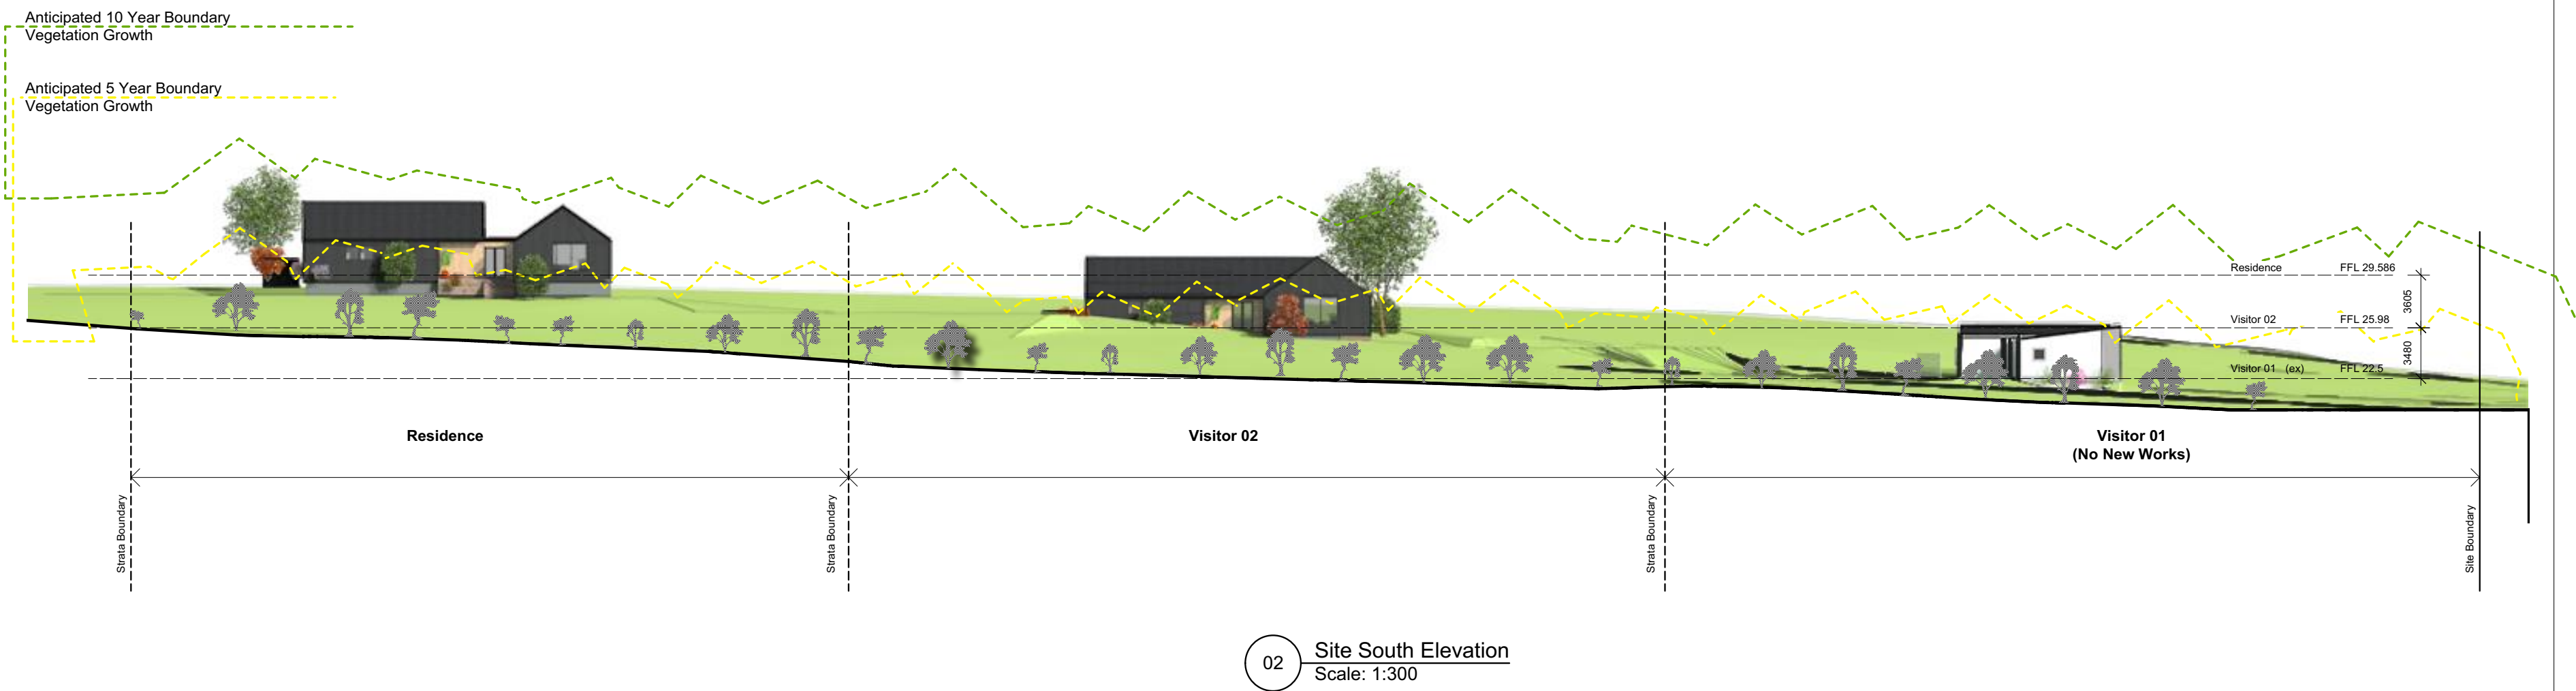 Anticipated 10 Year Boundary
Vegetation Growth
Anticipated 5 Year Boundary
Vegetation Growth
Residence FFL 29.586
3605
Visitor 02 FFL 25.98
3480
Visitor 01 (ex) FFL 22.5
Residence
Visitor 02
Visitor 01
(No New Works)
Strata Boundary
Strata Boundary
Strata Boundary
Site Boundary
02 Site South Elevation
Scale: 1:300